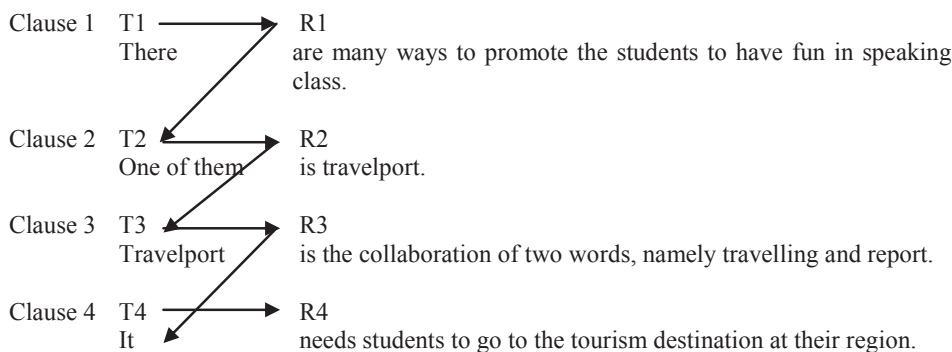 Clause 1 T1 R1
There are many ways to promote the students to have fun in speaking
class.
Clause 2 T2 R2
One of them is travelport.
Clause 3 T3 R3
Travelport is the collaboration of two words, namely travelling and report.
Clause 4 T4 R4
It needs students to go to the tourism destination at their region.